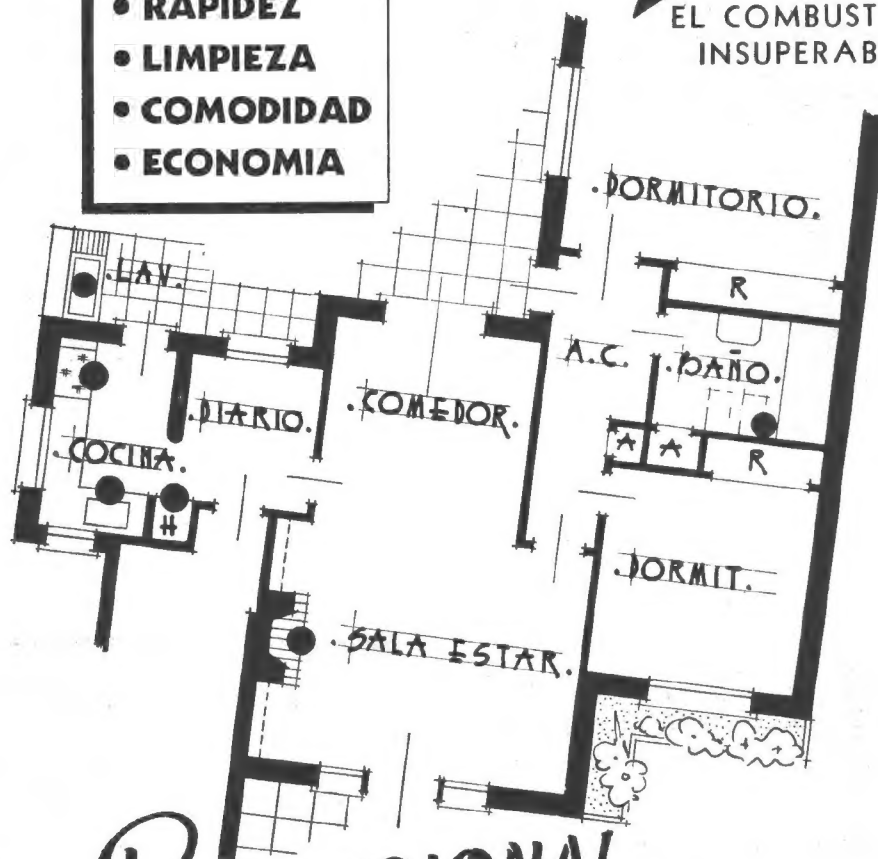 • RAPIDEZ
• LIMPIEZA
• COMODIDAD
• ECONOMIA
EL COMBUST
INSUPERAB
.DORMITORIO.
R
.LAV.
A.C.
.BAÑO.
.DIARIO.
.COMEDOR.
A
A
R
.COCINA.
H
.DORMIT.
.SALA ESTAR.